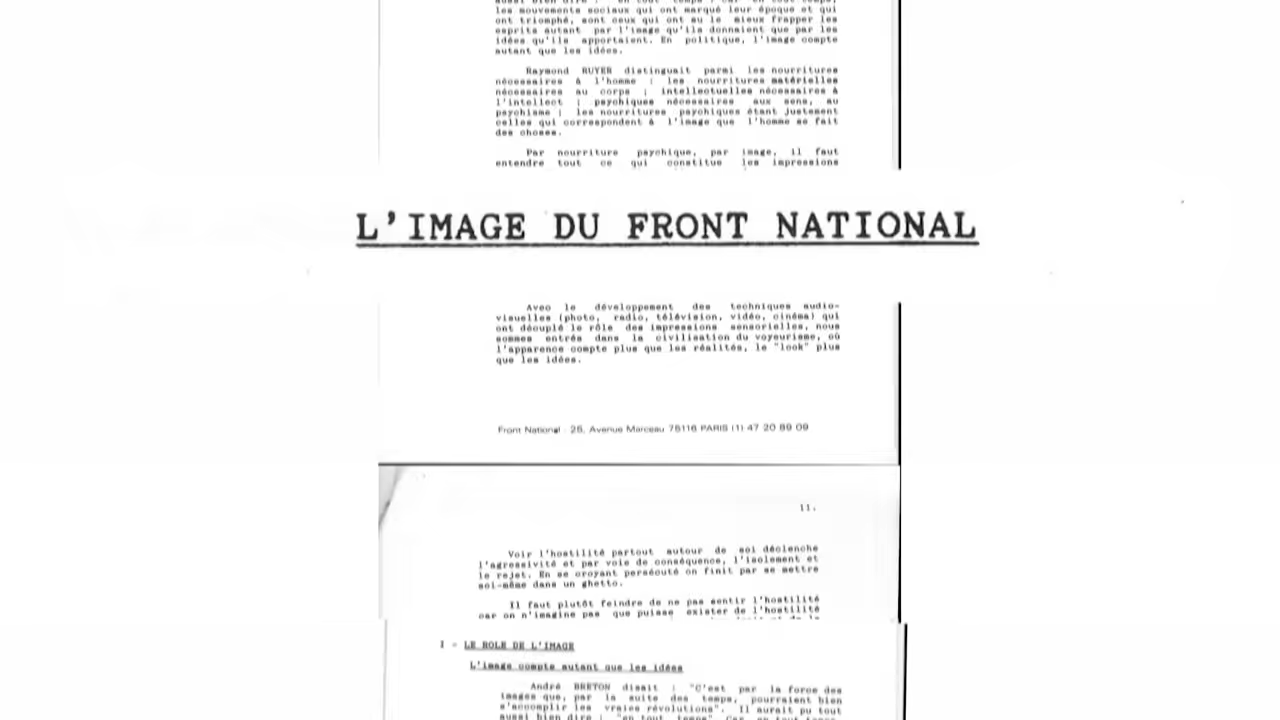 aussi bien dire : "en tout temps". Car en tout temps,
les mouvements sociaux qui ont marqué leur époque et qui
ont triomphé, sont ceux qui ont su le mieux frapper les
esprits autant par l'image qu'ils donnaient que par les
idées qu'ils apportaient. En politique, l'image compte
autant que les idées.
Raymond RUYER distinguait parmi les nourritures
nécessaires à l'homme : les nourritures matérielles
nécessaires au corps ; intellectuelles nécessaires à
l'intellect ; psychiques nécessaires aux sens, au
psychisme ; les nourritures psychiques étant justement
celles qui correspondent à l'image que l'homme se fait
des choses.
Par nourriture psychique, par image, il faut
entendre tout ce qui constitue les impressions
L'IMAGE DU FRONT NATIONAL
Avec le développement des techniques audio-
visuelles (photo, radio, télévision, vidéo, cinéma) qui
ont décuplé le rôle des impressions sensorielles, nous
sommes entrés dans la civilisation du voyeurisme, où
l'apparence compte plus que les réalités, le "look" plus
que les idées.
Front National - 25, Avenue Marceau 75116 PARIS (1) 47 20 89 09
11.
Voir l'hostilité partout autour de soi déclenche
l'agressivité et par voie de conséquence, l'isolement et
le rejet. En se croyant persécuté on finit par se mettre
soi-même dans un ghetto.
Il faut plutôt feindre de ne pas sentir l'hostilité
car on n'imagine pas que puisse exister de l'hostilité
I - LE ROLE DE L'IMAGE
L'image compte autant que les idées
André BRETON disait : "C'est par la force des
images que, par la suite des temps, pourraient bien
s'accomplir les vraies révolutions". Il aurait pu tout
aussi bien dire : "en tout temps". Car en tout temps,